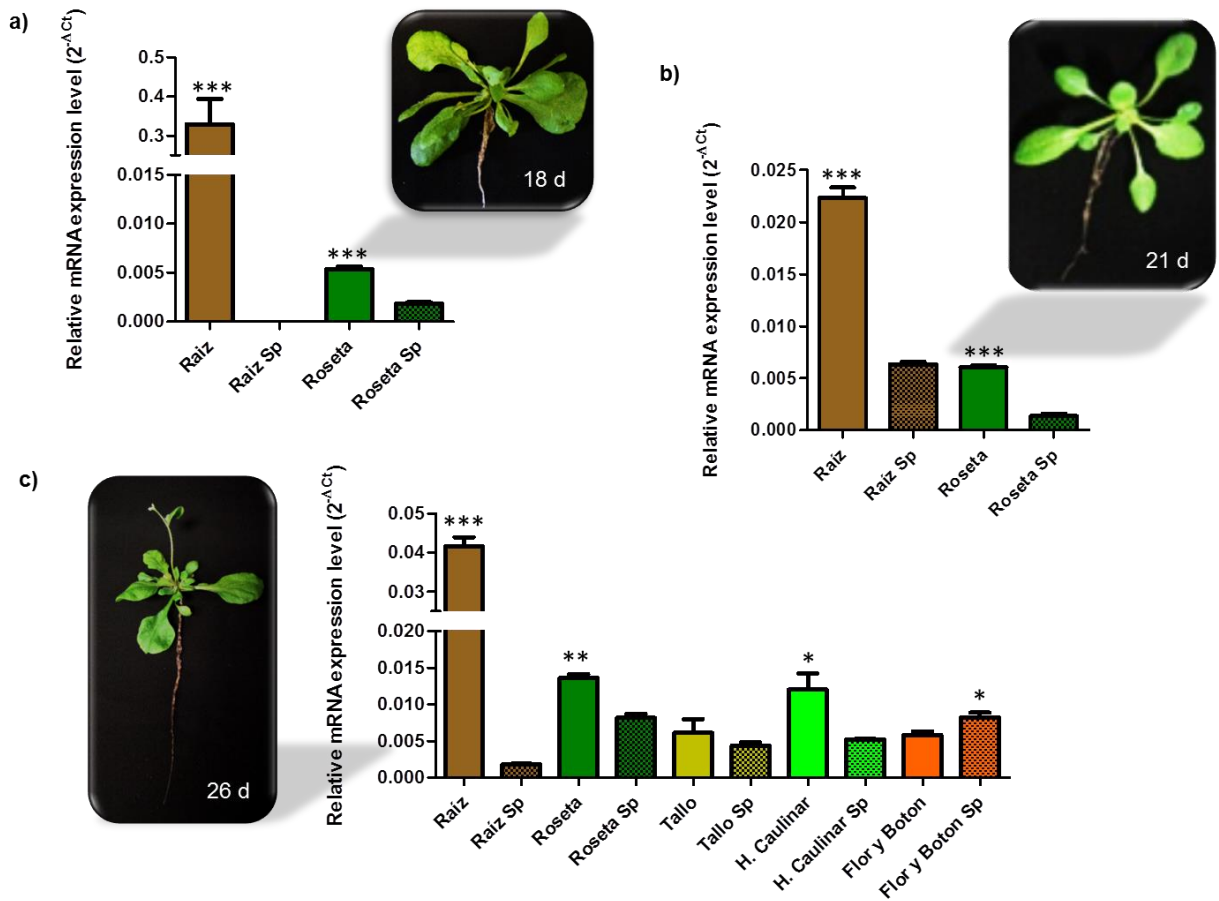 a)
Relative mRNA expression level (2^-ΛCt)
0.5
0.4
0.3
0.015
0.010
0.005
0.000
***
***
Raiz
Raiz Sp
Roseta
Roseta Sp
18 d
b)
Relative mRNA expression level (2^-ΛCt)
0.025
0.020
0.015
0.010
0.005
0.000
***
***
Raiz
Raiz Sp
Roseta
Roseta Sp
21 d
c)
26 d
Relative mRNA expression level (2^-ΛCt)
0.05
0.04
0.03
0.020
0.015
0.010
0.005
0.000
***
**
*
*
Raiz
Raiz Sp
Roseta
Roseta Sp
Tallo
Tallo Sp
H. Caulinar
H. Caulinar Sp
Flor y Boton
Flor y Boton Sp